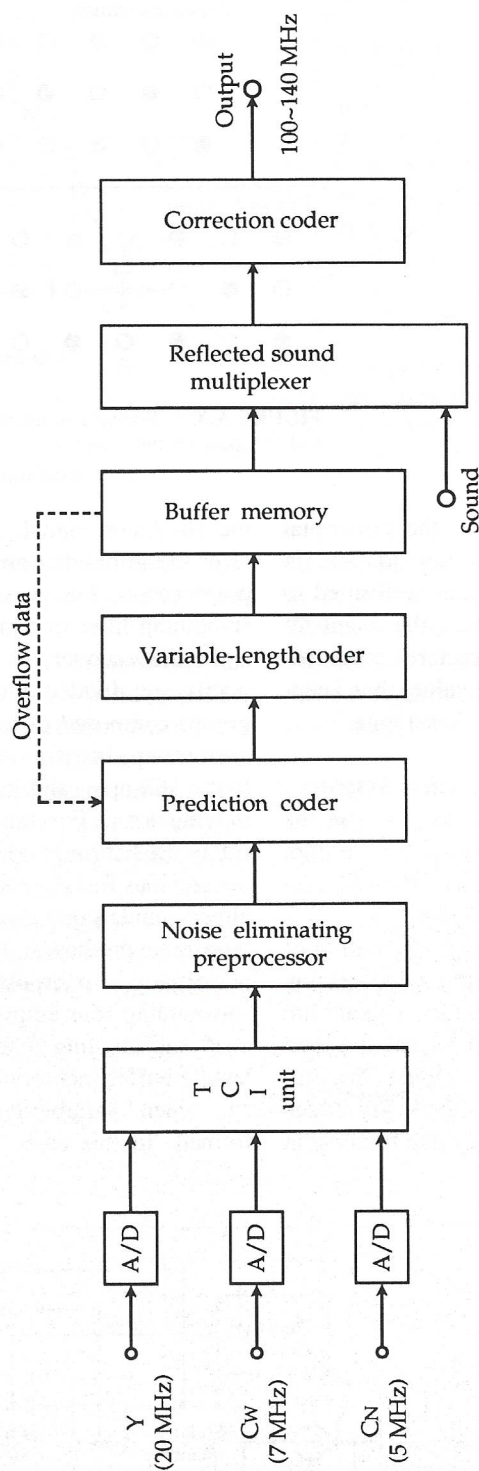 Y
(20 MHz)
CW
(7 MHz)
CN
(5 MHz)
A/D
A/D
A/D
T
C
I
unit
Noise eliminating
preprocessor
Prediction coder
Overflow data
Variable-length coder
Buffer memory
Reflected sound
multiplexer
Sound
Correction coder
Output
100~140 MHz